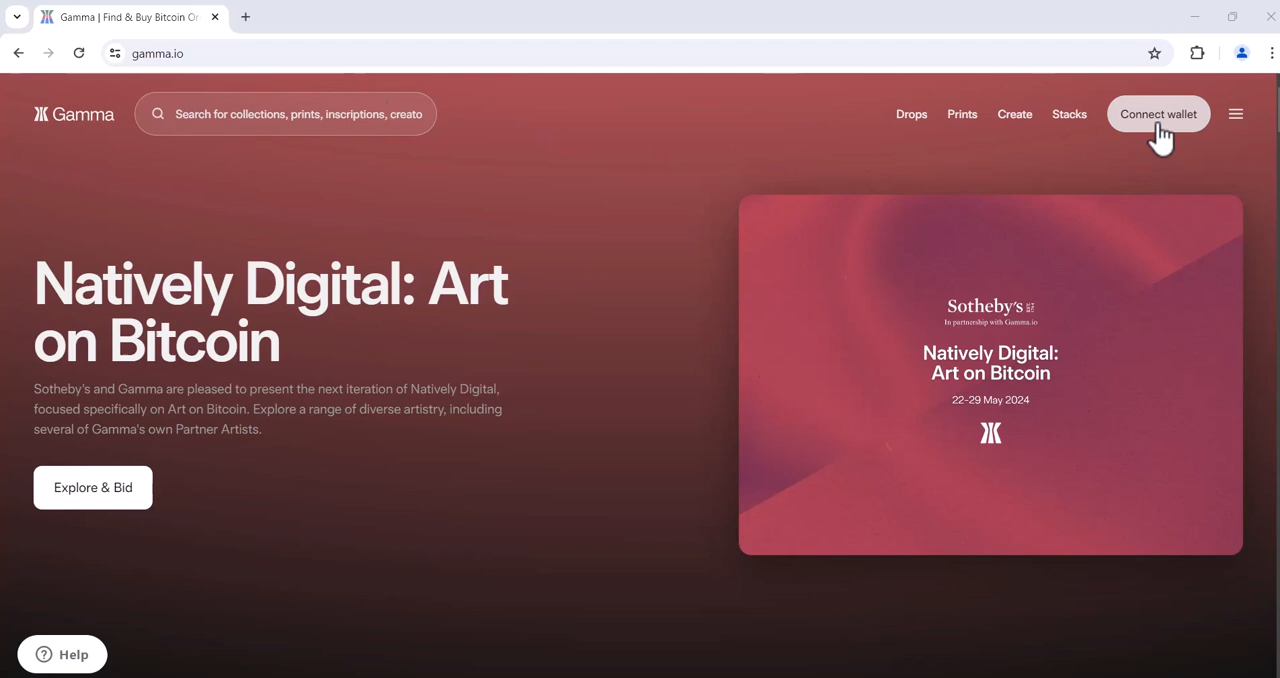 Gamma | Find & Buy Bitcoin Or
gamma.io
Gamma
Search for collections, prints, inscriptions, creato
Drops
Prints
Create
Stacks
Connect wallet
Natively Digital: Art
on Bitcoin
Sotheby's and Gamma are pleased to present the next iteration of Natively Digital,
focused specifically on Art on Bitcoin. Explore a range of diverse artistry, including
several of Gamma's own Partner Artists.
Explore & Bid
Sotheby's
In partnership with Gamma.io
Natively Digital:
Art on Bitcoin
22-29 May 2024
Help